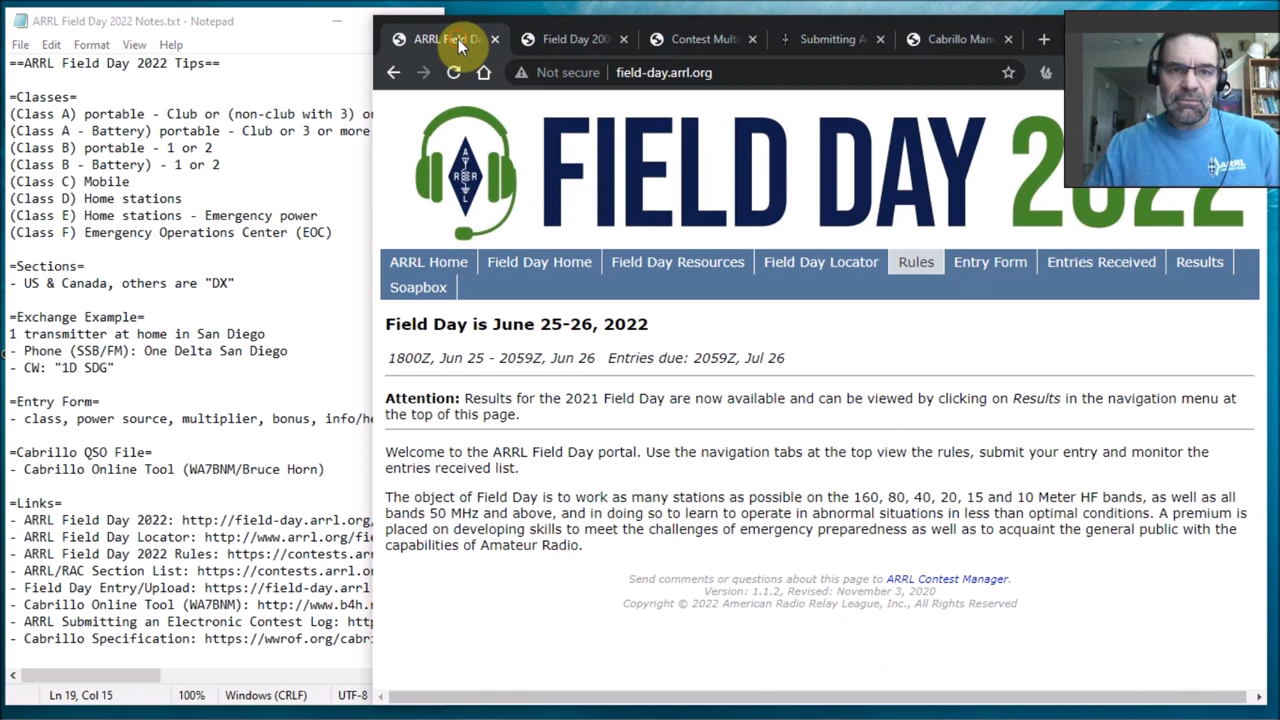 ARRL Field Day 2022 Notes.txt - Notepad
File Edit Format View Help
==ARRL Field Day 2022 Tips==
=Classes=
(Class A) portable - Club or (non-club with 3) or
(Class A - Battery) portable - Club or 3 or more
(Class B) portable - 1 or 2
(Class B - Battery) - 1 or 2
(Class C) Mobile
(Class D) Home stations
(Class E) Home stations - Emergency power
(Class F) Emergency Operations Center (EOC)
=Sections=
- US & Canada, others are "DX"
=Exchange Example=
1 transmitter at home in San Diego
- Phone (SSB/FM): One Delta San Diego
- CW: "1D SDG"
=Entry Form=
- class, power source, multiplier, bonus, info/he
=Cabrillo QSO File=
- Cabrillo Online Tool (WA7BNM/Bruce Horn)
=Links=
- ARRL Field Day 2022: http://field-day.arrl.org/
- ARRL Field Day Locator: http://www.arrl.org/fie
- ARRL Field Day 2022 Rules: https://contests.arr
- ARRL/RAC Section List: https://contests.arrl.o
- Field Day Entry/Upload: https://field-day.arrl
- Cabrillo Online Tool (WA7BNM): http://www.b4h.n
- ARRL Submitting an Electronic Contest Log: htt
- Cabrillo Specification: https://wwrof.org/cabr
Ln 19, Col 15 100% Windows (CRLF) UTF-8
ARRL Field Da Field Day 200 Contest Multi Submitting A Cabrillo Man
Not secure field-day.arrl.org
ARRL
FIELD DAY 2022
ARRL Home Field Day Home Field Day Resources Field Day Locator Rules Entry Form Entries Received Results
Soapbox
Field Day is June 25-26, 2022
1800Z, Jun 25 - 2059Z, Jun 26 Entries due: 2059Z, Jul 26
Attention: Results for the 2021 Field Day are now available and can be viewed by clicking on Results in the navigation menu at
the top of this page.
Welcome to the ARRL Field Day portal. Use the navigation tabs at the top view the rules, submit your entry and monitor the
entries received list.
The object of Field Day is to work as many stations as possible on the 160, 80, 40, 20, 15 and 10 Meter HF bands, as well as all
bands 50 MHz and above, and in doing so to learn to operate in abnormal situations in less than optimal conditions. A premium is
placed on developing skills to meet the challenges of emergency preparedness as well as to acquaint the general public with the
capabilities of Amateur Radio.
Send comments or questions about this page to ARRL Contest Manager.
Version: 1.1.2, Revised: November 3, 2020
Copyright © 2022 American Radio Relay League, Inc., All Rights Reserved
ARRL